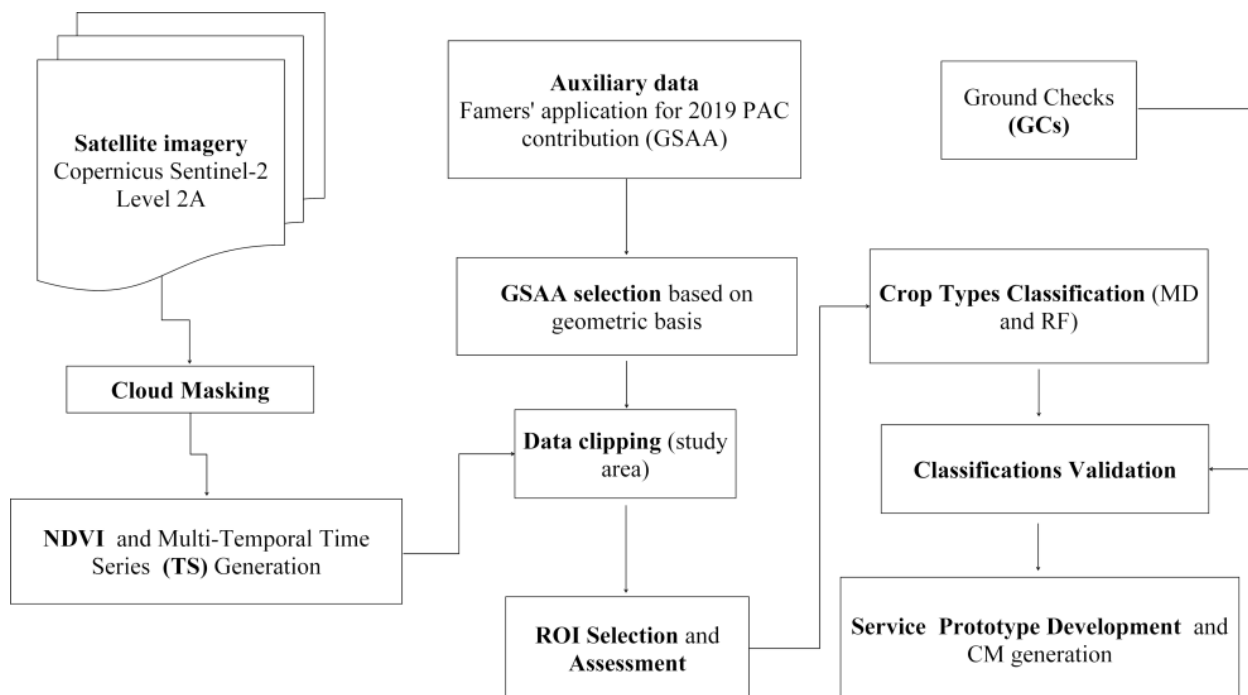 Satellite imagery
Copernicus Sentinel-2
Level 2A
Cloud Masking
NDVI and Multi-Temporal Time
Series (TS) Generation
Auxiliary data
Famers' application for 2019 PAC
contribution (GSAA)
GSAA selection based on
geometric basis
Data clipping (study
area)
ROI Selection and
Assessment
Ground Checks
(GCs)
Crop Types Classification (MD
and RF)
Classifications Validation
Service Prototype Development and
CM generation